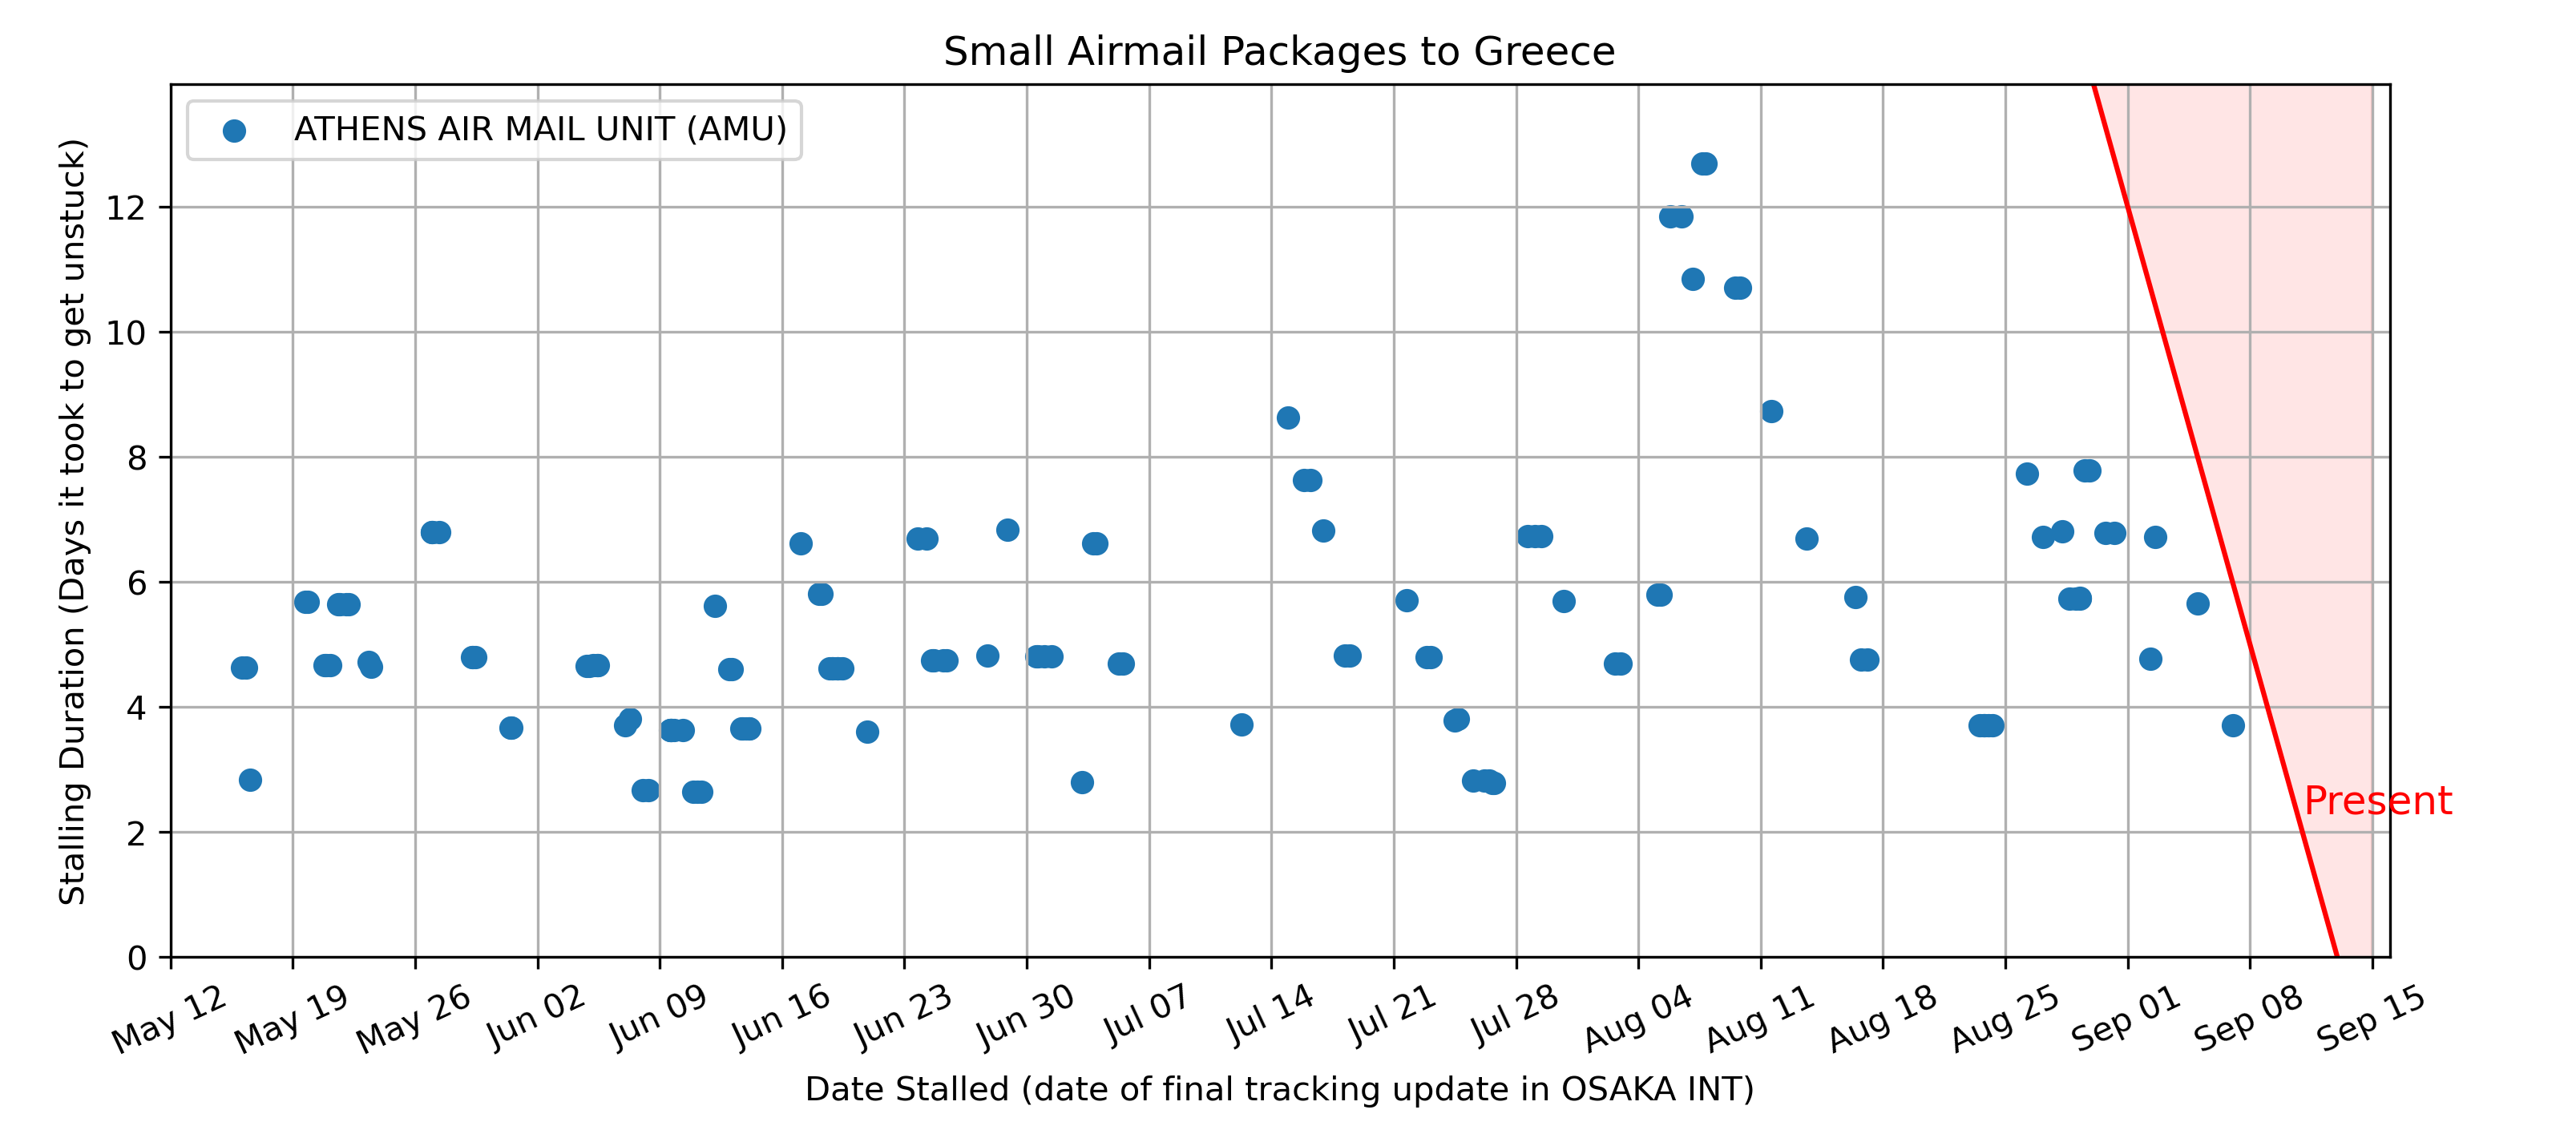 Small Airmail Packages to Greece
ATHENS AIR MAIL UNIT (AMU)
Stalling Duration (Days it took to get unstuck)
12
10
8
6
4
2
0
Present
May 12
May 19
May 26
Jun 02
Jun 09
Jun 16
Jun 23
Jun 30
Jul 07
Jul 14
Jul 21
Jul 28
Aug 04
Aug 11
Aug 18
Aug 25
Sep 01
Sep 08
Sep 15
Date Stalled (date of final tracking update in OSAKA INT)